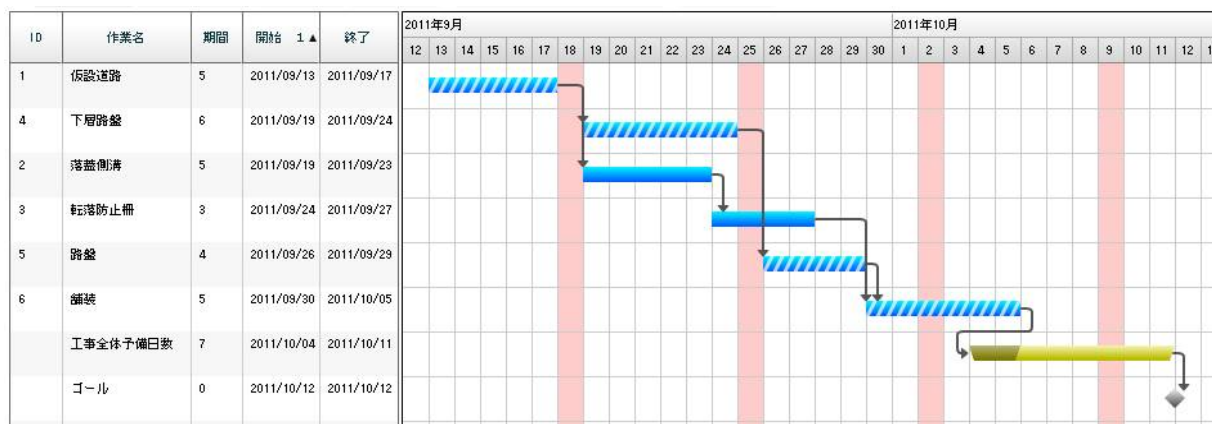 ID 作業名 期間 開始 1▲ 終了 2011年9月 2011年10月
12 13 14 15 16 17 18 19 20 21 22 23 24 25 26 27 28 29 30 1 2 3 4 5 6 7 8 9 10 11 12 1
1 仮設道路 5 2011/09/13 2011/09/17
4 下層路盤 6 2011/09/19 2011/09/24
2 落蓋側溝 5 2011/09/19 2011/09/23
3 転落防止柵 3 2011/09/24 2011/09/27
5 路盤 4 2011/09/26 2011/09/29
6 舗装 5 2011/09/30 2011/10/05
工事全体予備日数 7 2011/10/04 2011/10/11
ゴール 0 2011/10/12 2011/10/12